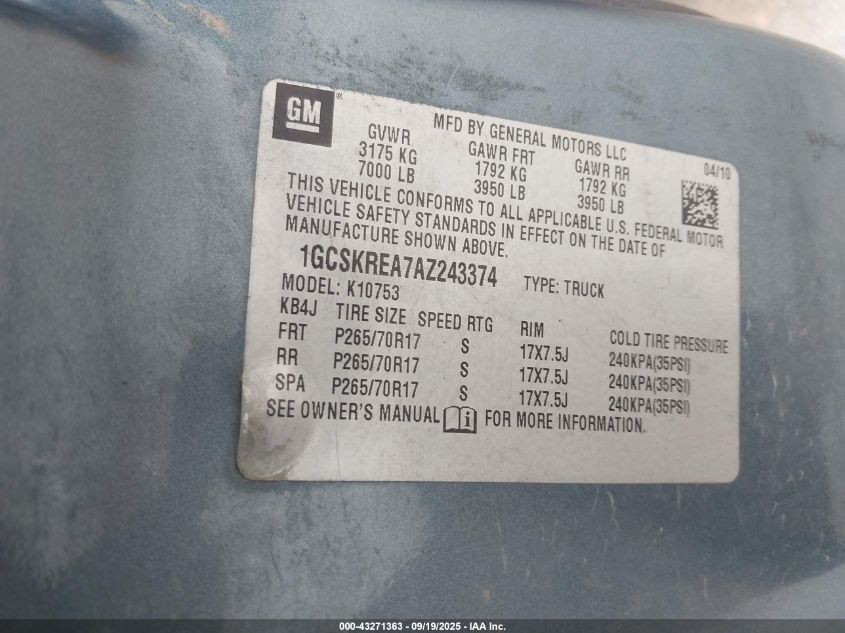 GM®
MFD BY GENERAL MOTORS LLC
04/10
GVWR GAWR FRT GAWR RR
3175 KG 1792 KG 1792 KG
7000 LB 3950 LB 3950 LB
THIS VEHICLE CONFORMS TO ALL APPLICABLE U.S. FEDERAL MOTOR
VEHICLE SAFETY STANDARDS IN EFFECT ON THE DATE OF
MANUFACTURE SHOWN ABOVE.
1GCSKREA7AZ243374 TYPE: TRUCK
MODEL: K10753
KB4J TIRE SIZE SPEED RTG RIM COLD TIRE PRESSURE
FRT P265/70R17 S 17X7.5J 240KPA(35PSI)
RR P265/70R17 S 17X7.5J 240KPA(35PSI)
SPA P265/70R17 S 17X7.5J 240KPA(35PSI)
SEE OWNER'S MANUAL i FOR MORE INFORMATION.
000-43271363 - 09/19/2025 - IAA Inc.